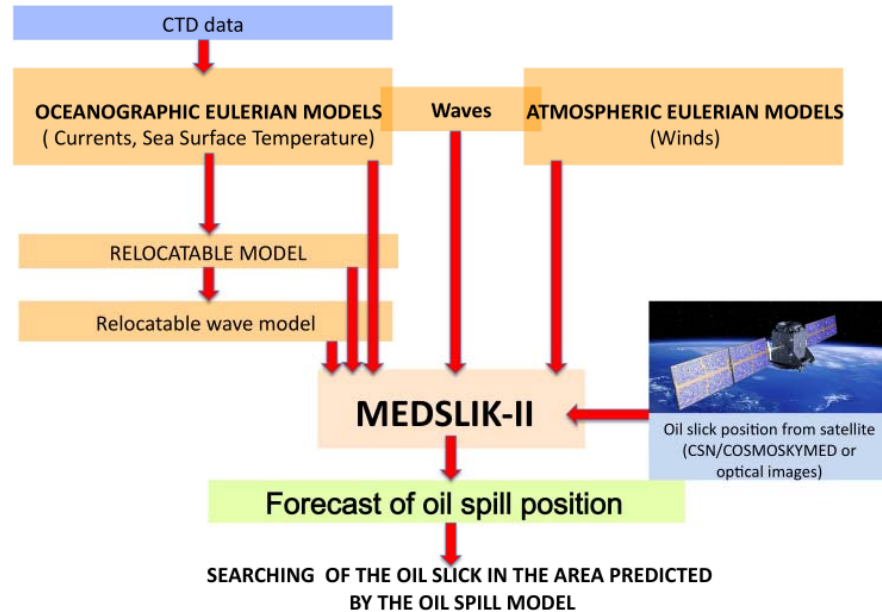 CTD data
OCEANOGRAPHIC EULERIAN MODELS
( Currents, Sea Surface Temperature)
Waves
ATMOSPHERIC EULERIAN MODELS
(Winds)
RELOCATABLE MODEL
Relocatable wave model
MEDSLIK-II
Oil slick position from satellite
(CSN/COSMOSKYMED or
optical images)
Forecast of oil spill position
SEARCHING OF THE OIL SLICK IN THE AREA PREDICTED
BY THE OIL SPILL MODEL